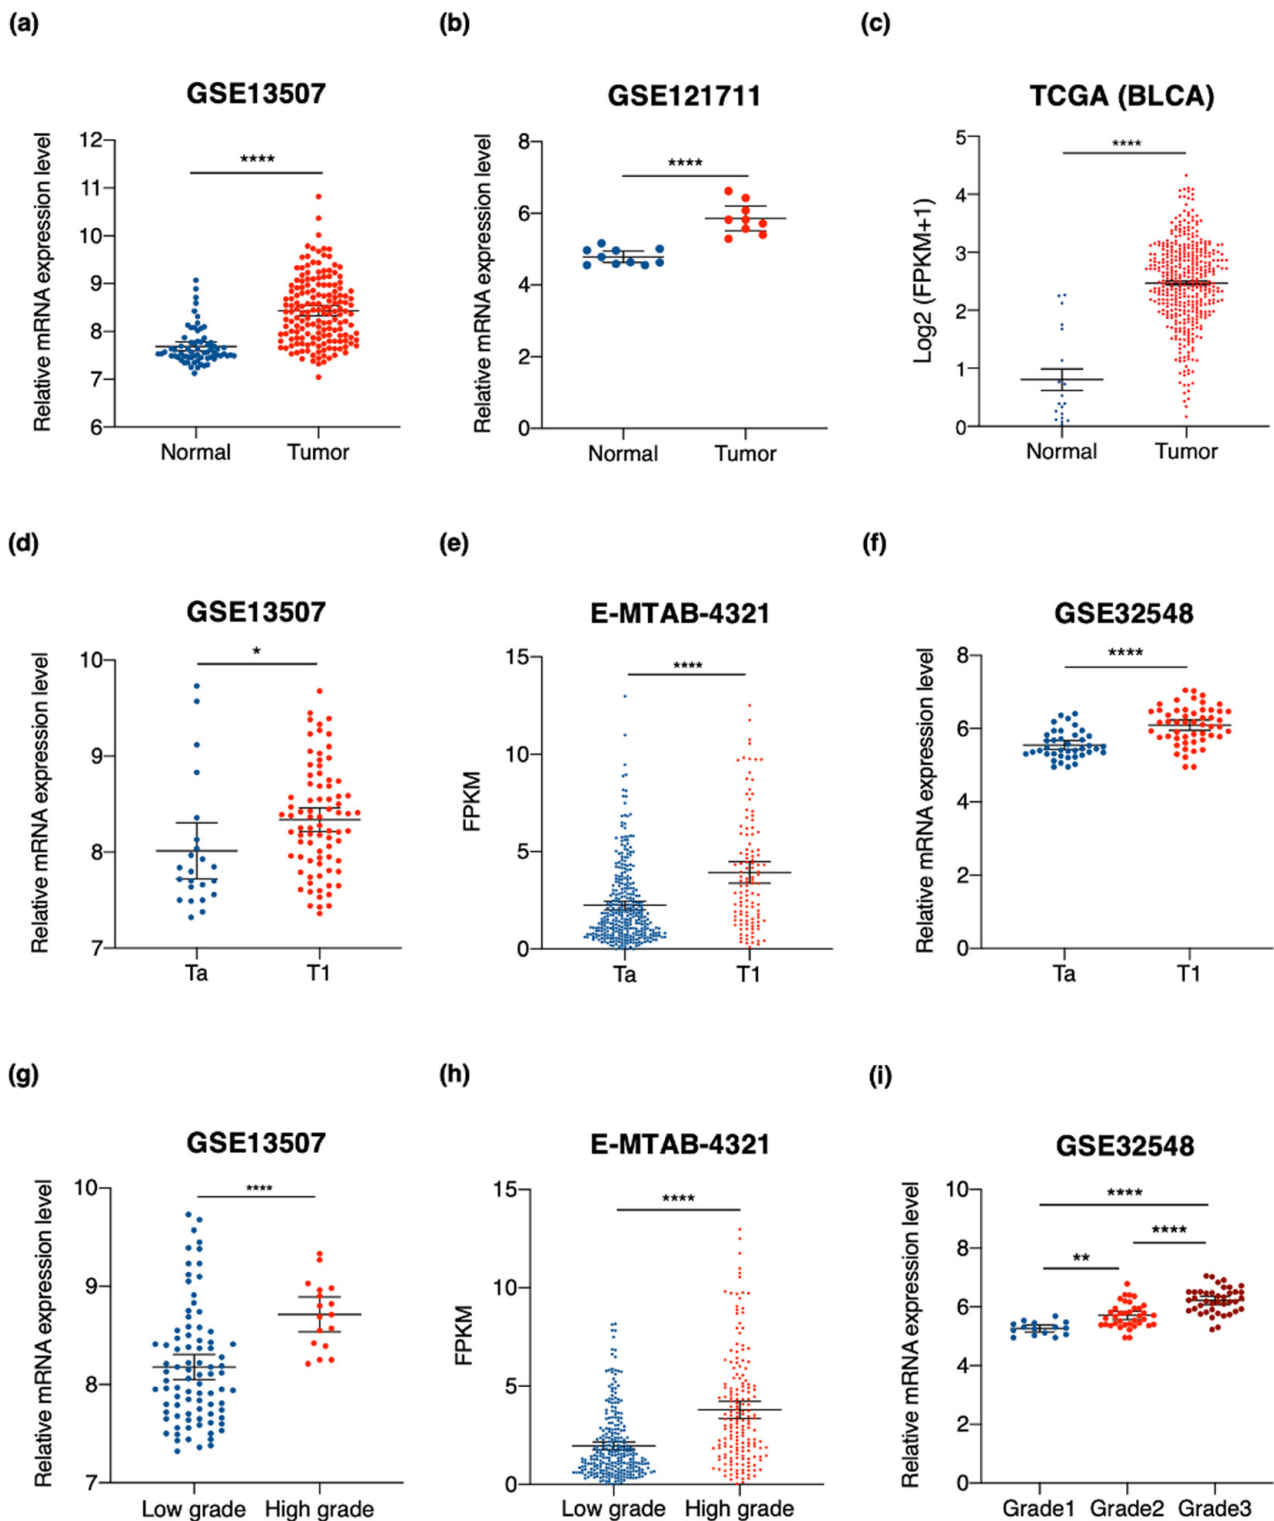 (a) (b) (c)
GSE13507 GSE121711 TCGA (BLCA)
Relative mRNA expression level
12
11
10
9
8
7
6
****
Normal Tumor
Relative mRNA expression level
8
6
4
2
0
****
Normal Tumor
Log2 (FPKM+1)
5
4
3
2
1
0
****
Normal Tumor
(d) (e) (f)
GSE13507 E-MTAB-4321 GSE32548
Relative mRNA expression level
10
9
8
7
*
Ta T1
FPKM
15
10
5
0
****
Ta T1
Relative mRNA expression level
8
6
4
2
0
****
Ta T1
(g) (h) (i)
GSE13507 E-MTAB-4321 GSE32548
Relative mRNA expression level
10
9
8
7
****
Low grade High grade
FPKM
15
10
5
0
****
Low grade High grade
Relative mRNA expression level
10
8
6
4
2
0
****
****
**
Grade1 Grade2 Grade3